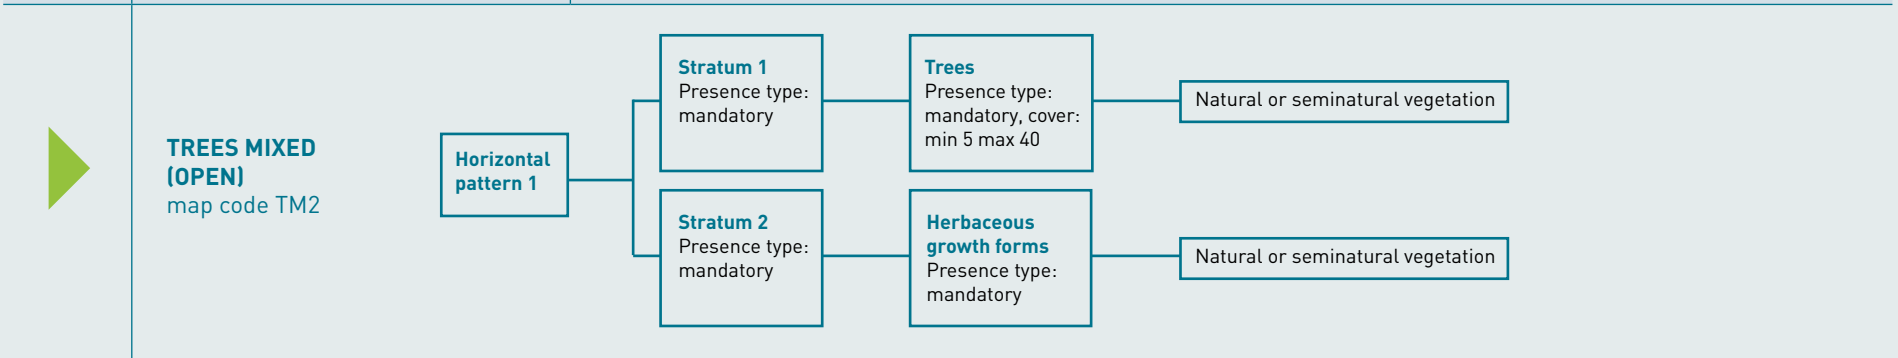 TREES MIXED
(OPEN)
map code TM2
Horizontal
pattern 1
Stratum 1
Presence type:
mandatory
Trees
Presence type:
mandatory, cover:
min 5 max 40
Natural or seminatural vegetation
Stratum 2
Presence type:
mandatory
Herbaceous
growth forms
Presence type:
mandatory
Natural or seminatural vegetation